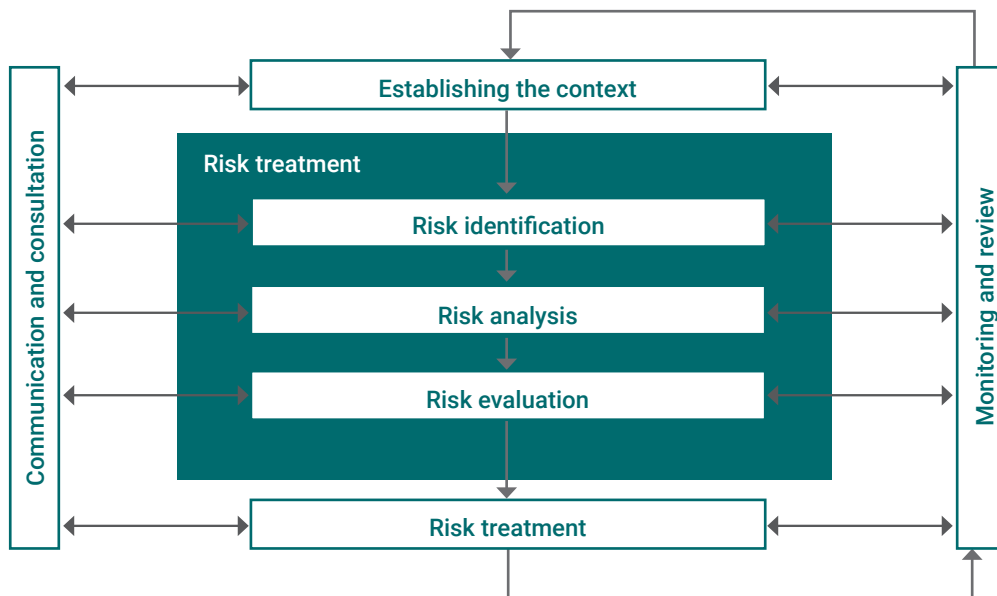 Establishing the context
Communication and consultation
Risk treatment
Risk identification
Risk analysis
Risk evaluation
Risk treatment
Monitoring and review